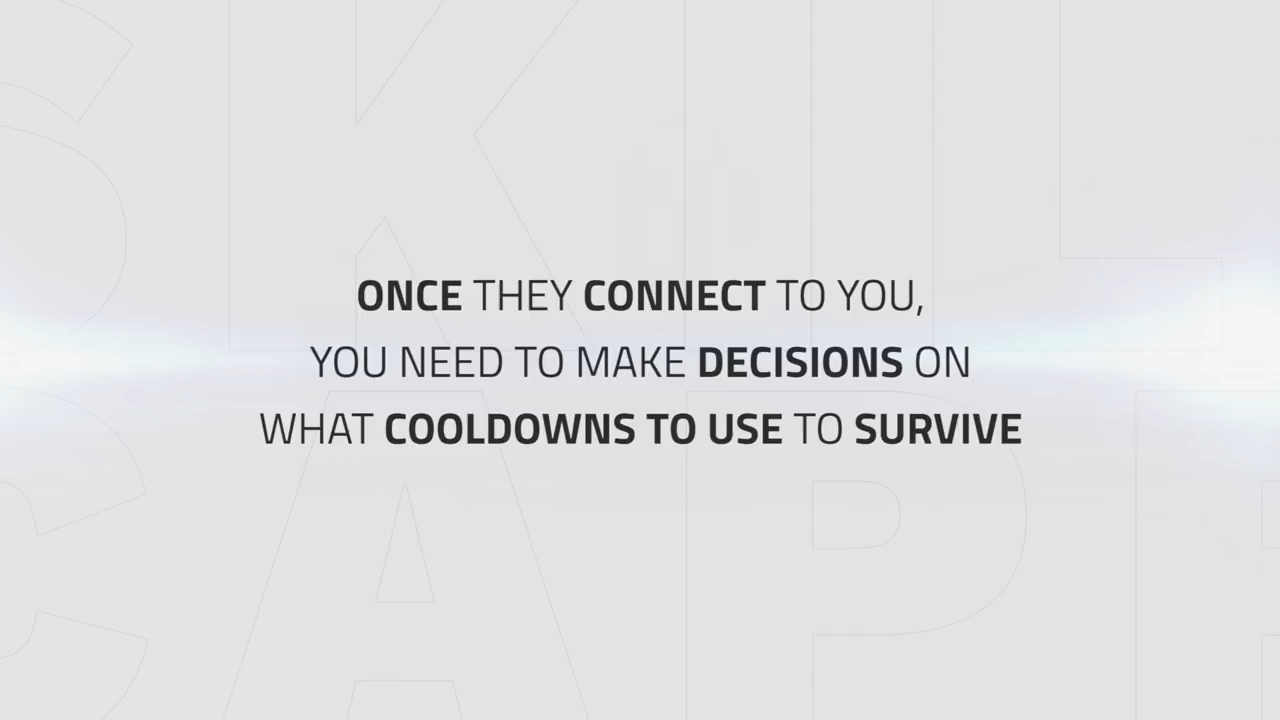 ONCE THEY CONNECT TO YOU,
YOU NEED TO MAKE DECISIONS ON
WHAT COOLDOWNS TO USE TO SURVIVE